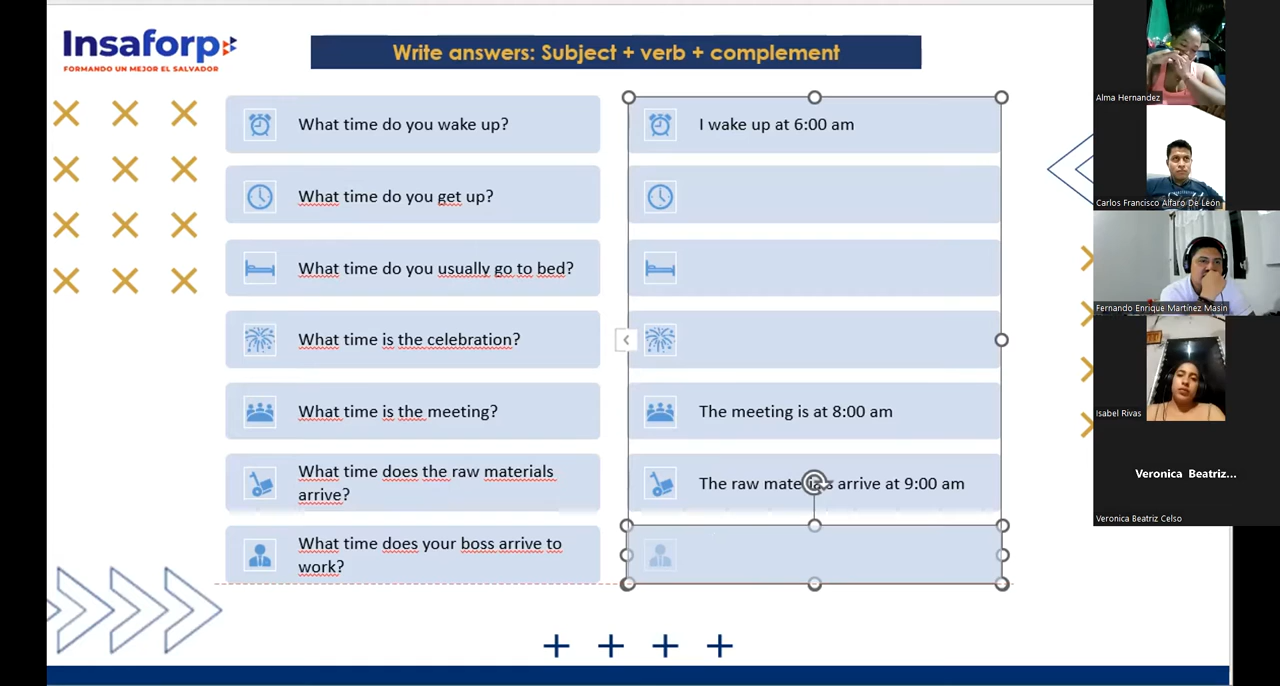 Insaforp
FORMANDO UN MEJOR EL SALVADOR
Write answers: Subject + verb + complement
What time do you wake up?
I wake up at 6:00 am
What time do you get up?
What time do you usually go to bed?
What time is the celebration?
What time is the meeting?
The meeting is at 8:00 am
What time does the raw materials
arrive?
The raw materials arrive at 9:00 am
What time does your boss arrive to
work?
Alma Hernandez
Carlos Francisco Alfaro De León
Fernando Enrique Martínez Masin
Isabel Rivas
Veronica Beatriz...
Veronica Beatriz Celso